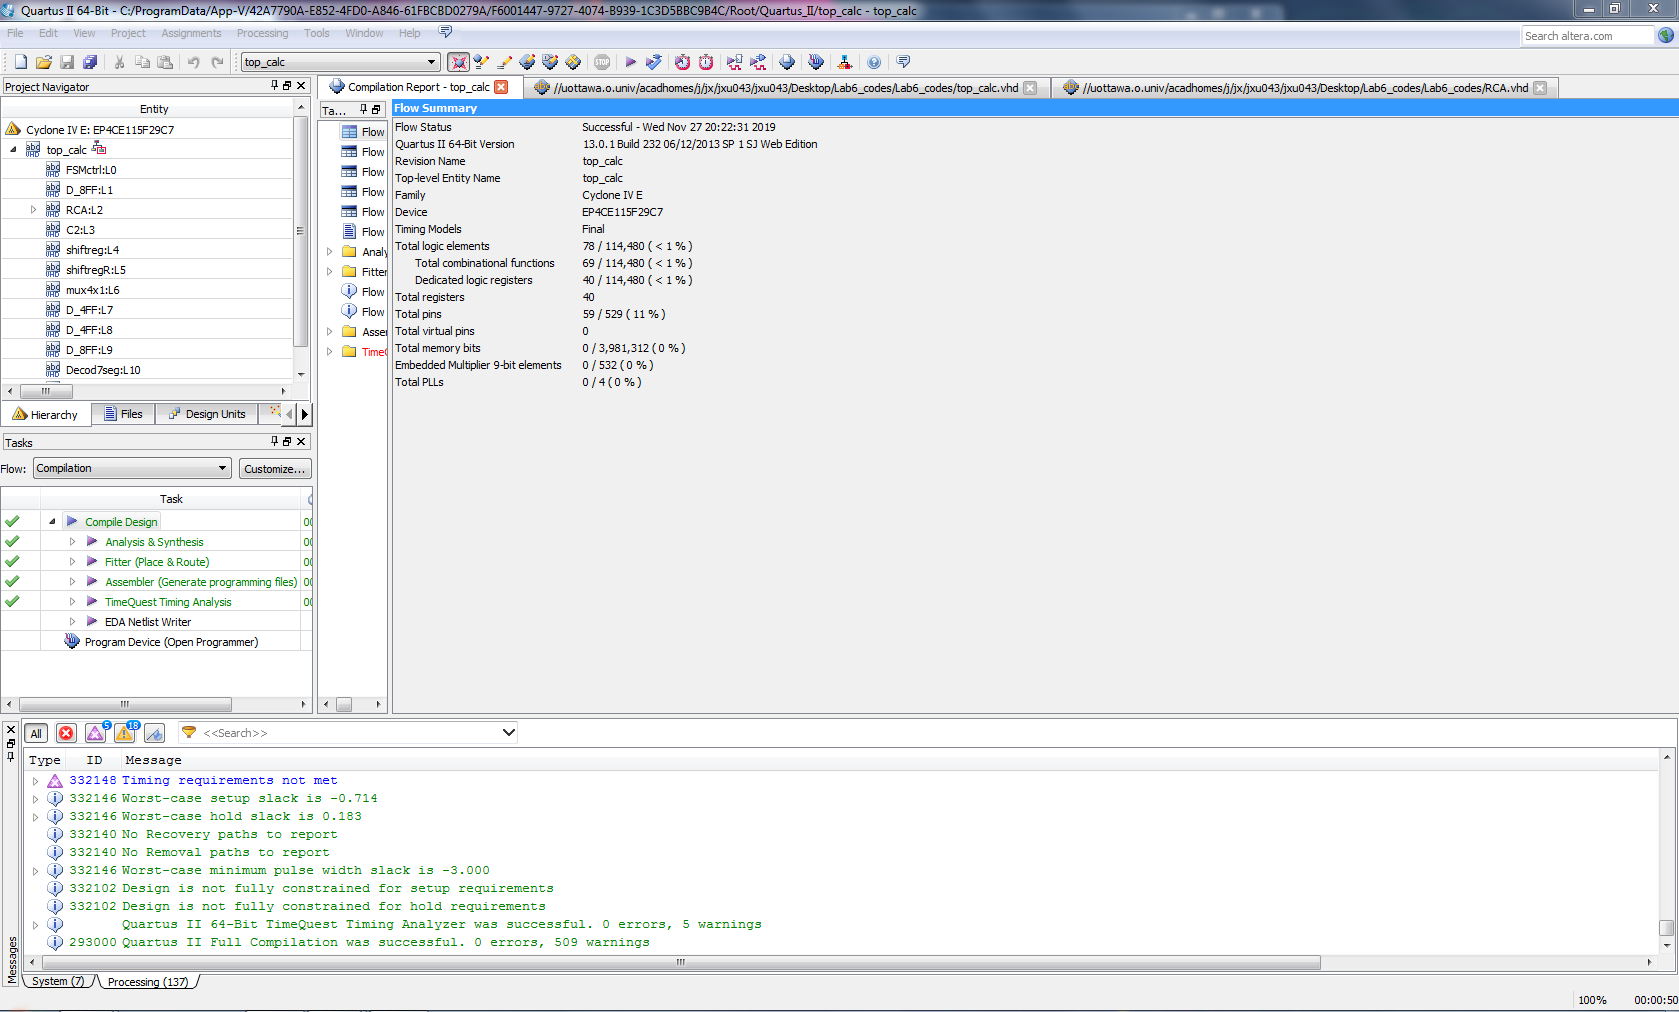 Quartus II 64-Bit - C:/ProgramData/App-V/42A7790A-E852-4FD0-A846-61FBCBD0279A/F6001447-9727-4074-B939-1C3D5BBC9B4C/Root/Quartus_II/top_calc - top_calc
File Edit View Project Assignments Processing Tools Window Help
Search altera.com
top_calc
STOP
Project Navigator
Entity
Cyclone IV E: EP4CE115F29C7
top_calc
FSMctrl:L0
D_8FF:L1
RCA:L2
C2:L3
shiftreg:L4
shiftregR:L5
mux4x1:L6
D_4FF:L7
D_4FF:L8
D_8FF:L9
Decod7seg:L10
Hierarchy Files Design Units
Tasks
Flow: Compilation Customize...
Task
Compile Design 00
Analysis & Synthesis 00
Fitter (Place & Route) 00
Assembler (Generate programming files) 00
TimeQuest Timing Analysis 00
EDA Netlist Writer
Program Device (Open Programmer)
Compilation Report - top_calc
//uottawa.o.univ/acadhomes/j/jx/jxu043/jxu043/Desktop/Lab6_codes/Lab6_codes/top_calc.vhd
//uottawa.o.univ/acadhomes/j/jx/jxu043/jxu043/Desktop/Lab6_codes/Lab6_codes/RCA.vhd
Ta...
Flow
Flow
Flow
Flow
Flow
Flow
Analy
Fitter
Flow
Flow
Asse
Time
Flow Summary
Flow Status Successful - Wed Nov 27 20:22:31 2019
Quartus II 64-Bit Version 13.0.1 Build 232 06/12/2013 SP 1 SJ Web Edition
Revision Name top_calc
Top-level Entity Name top_calc
Family Cyclone IV E
Device EP4CE115F29C7
Timing Models Final
Total logic elements 78 / 114,480 ( < 1 % )
Total combinational functions 69 / 114,480 ( < 1 % )
Dedicated logic registers 40 / 114,480 ( < 1 % )
Total registers 40
Total pins 59 / 529 ( 11 % )
Total virtual pins 0
Total memory bits 0 / 3,981,312 ( 0 % )
Embedded Multiplier 9-bit elements 0 / 532 ( 0 % )
Total PLLs 0 / 4 ( 0 % )
All 5 18 <<Search>>
Type ID Message
332148 Timing requirements not met
332146 Worst-case setup slack is -0.714
332146 Worst-case hold slack is 0.183
332140 No Recovery paths to report
332140 No Removal paths to report
332146 Worst-case minimum pulse width slack is -3.000
332102 Design is not fully constrained for setup requirements
332102 Design is not fully constrained for hold requirements
Quartus II 64-Bit TimeQuest Timing Analyzer was successful. 0 errors, 5 warnings
293000 Quartus II Full Compilation was successful. 0 errors, 509 warnings
Messages
System (7) Processing (137)
100% 00:00:50